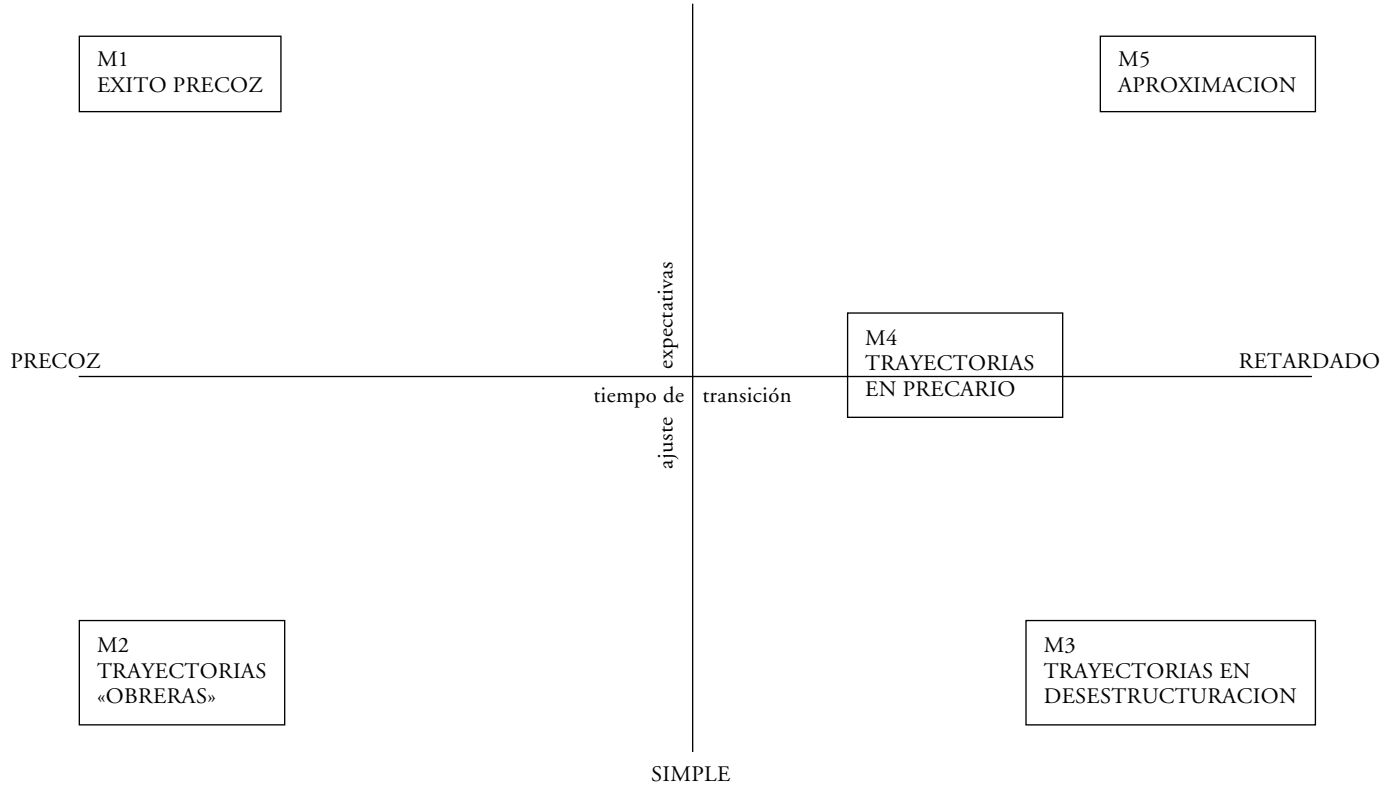 M1
EXITO PRECOZ
M5
APROXIMACION
expectativas
M4
TRAYECTORIAS
EN PRECARIO
PRECOZ
RETARDADO
tiempo de transición
ajuste
M2
TRAYECTORIAS
«OBRERAS»
M3
TRAYECTORIAS EN
DESESTRUCTURACION
SIMPLE